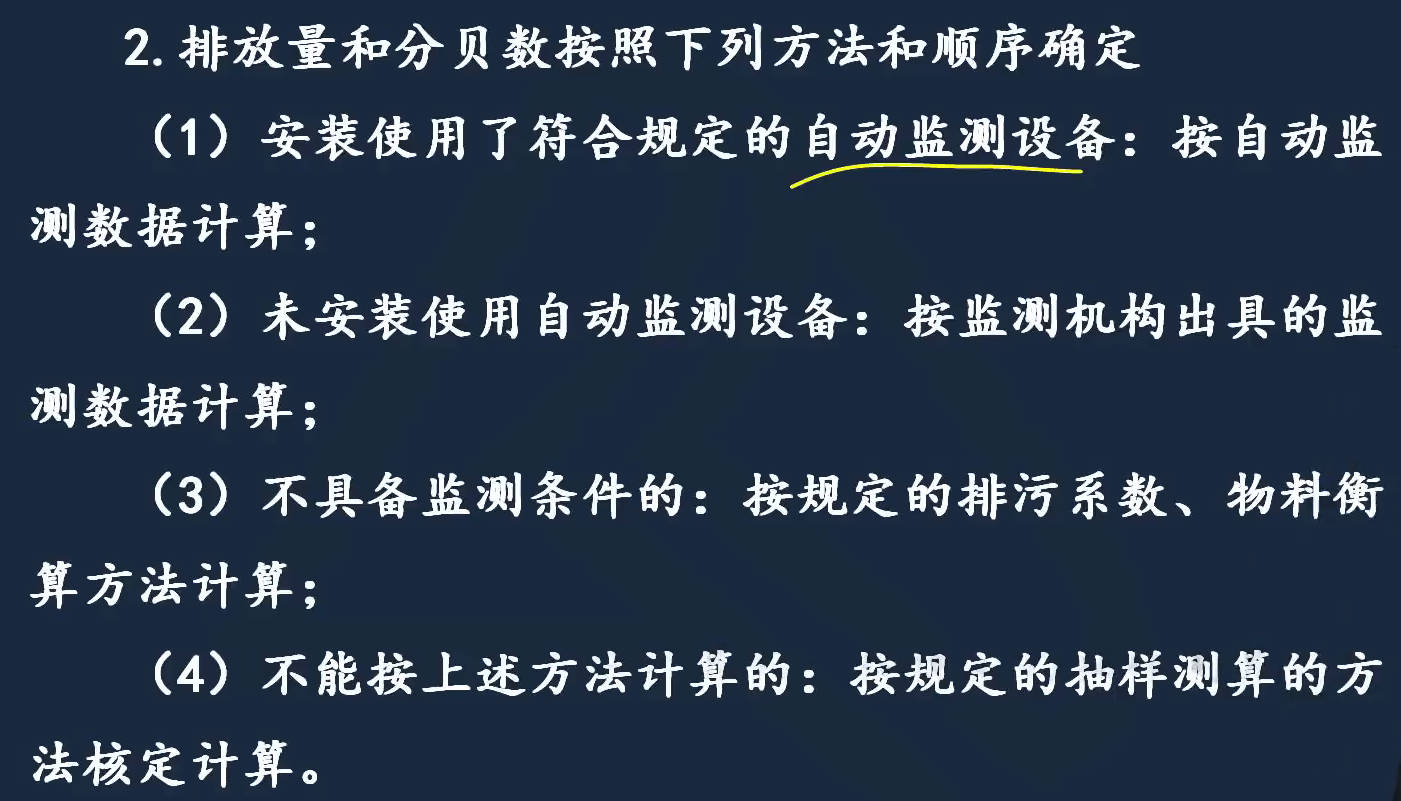 2.排放量和分贝数按照下列方法和顺序确定
（1）安装使用了符合规定的自动监测设备：按自动监
测数据计算；
（2）未安装使用自动监测设备：按监测机构出具的监
测数据计算；
（3）不具备监测条件的：按规定的排污系数、物料衡
算方法计算；
（4）不能按上述方法计算的：按规定的抽样测算的方
法核定计算。